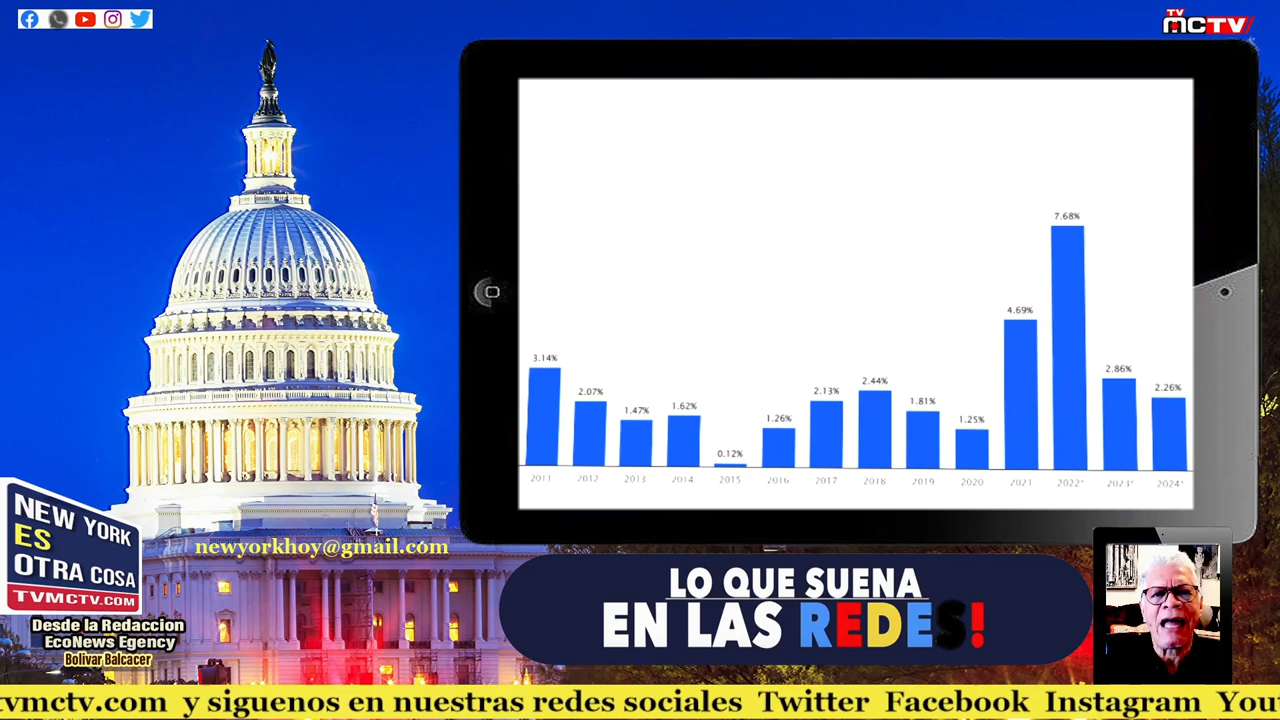 TV
MCTV
7.68%
4.69%
3.14%
2.07%
1.47%
1.62%
0.12%
1.26%
2.13%
2.44%
1.81%
1.25%
2.86%
2.26%
2011 2012 2013 2014 2015 2016 2017 2018 2019 2020 2021 2022* 2023* 2024*
NEW YORK
ES
OTRA COSA
TVMCTV.COM
newyorkhoy@gmail.com
Desde la Redaccion
EcoNews Egency
Bolivar Balcacer
LO QUE SUENA
EN LAS REDES!
tvmctv.com y siguenos en nuestras redes sociales Twitter Facebook Instagram You